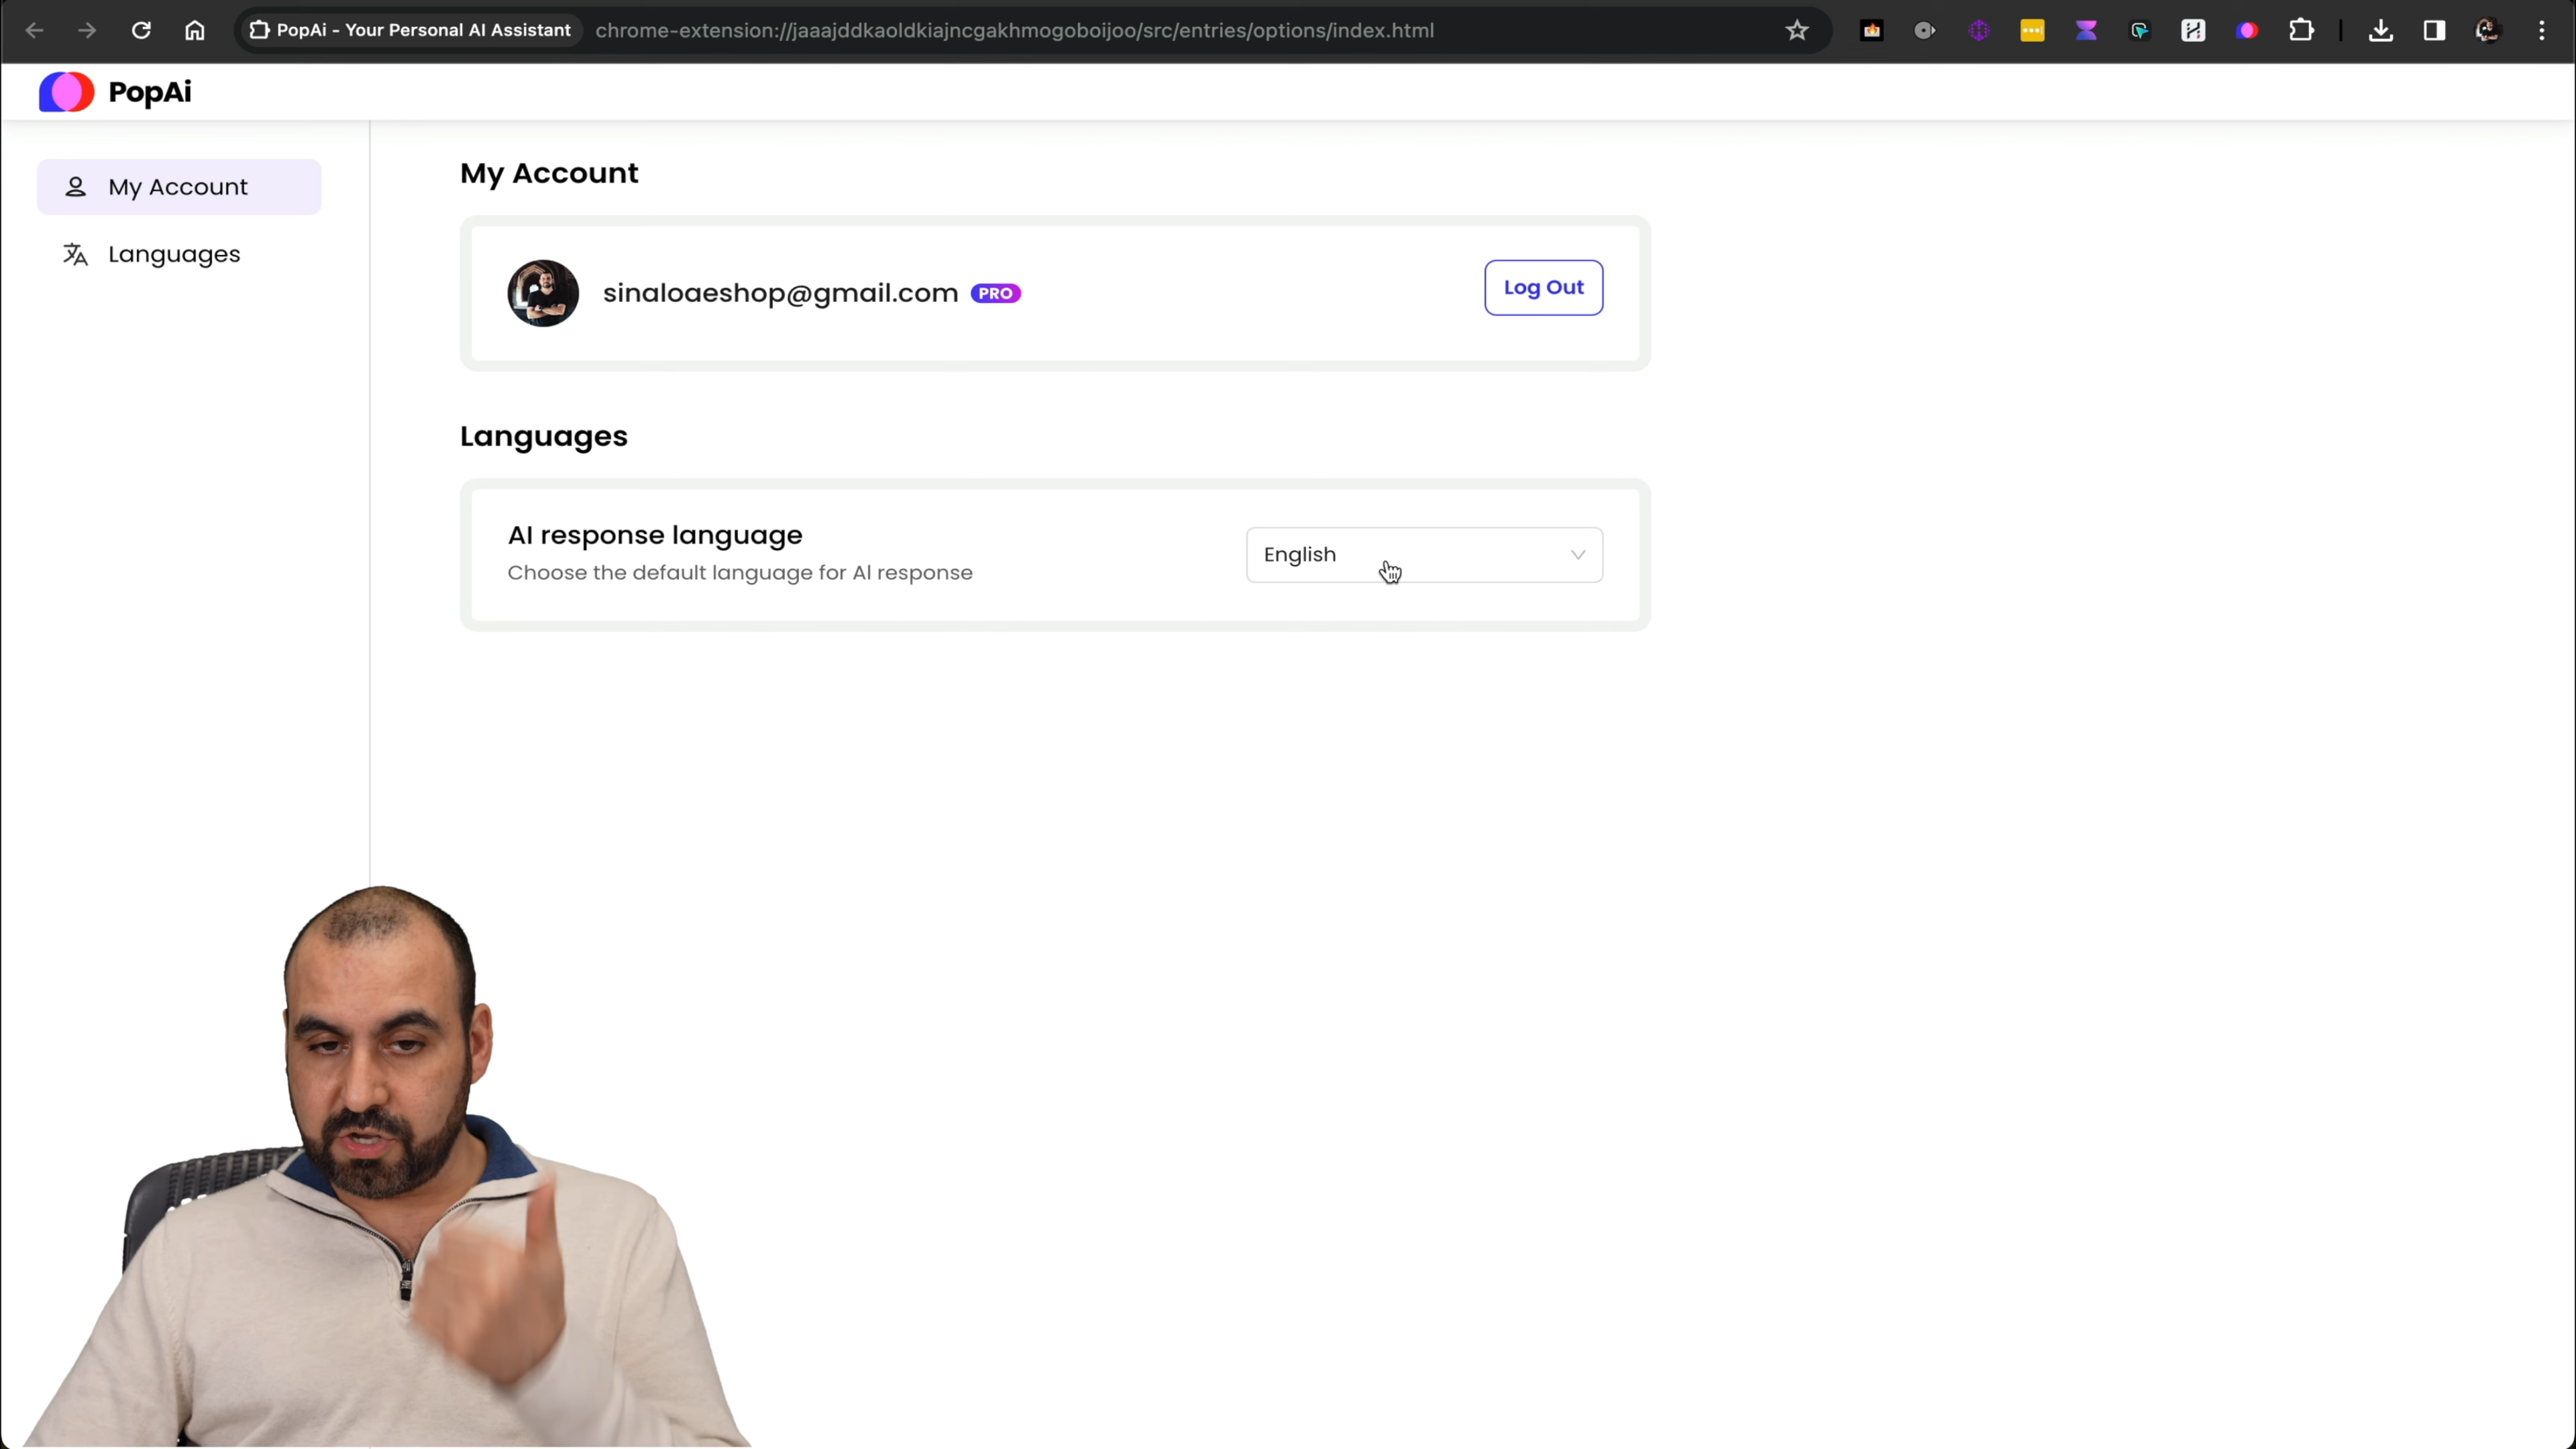 PopAi - Your Personal AI Assistant chrome-extension://jaaajddkaoldkiajncgakhmogoboijoo/src/entries/options/index.html
PopAi
My Account
Languages
My Account
sinaloaeshop@gmail.com PRO
Log Out
Languages
AI response language
Choose the default language for AI response
English